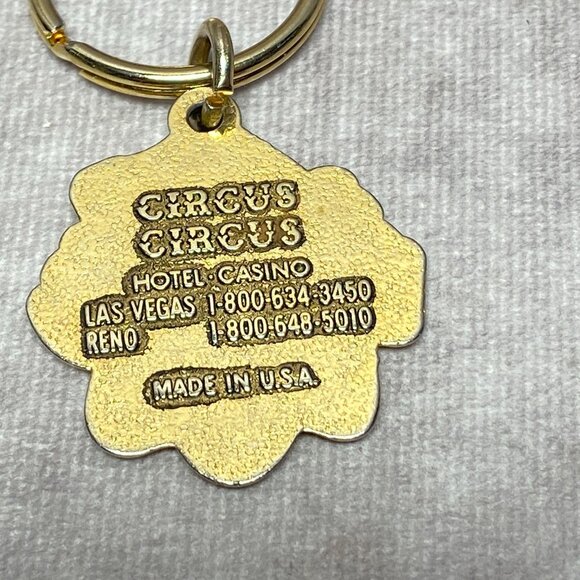 CIRCUS
CIRCUS
HOTEL·CASINO
LAS VEGAS 1-800-634-3450
RENO 1-800-648-5010
MADE IN U.S.A.